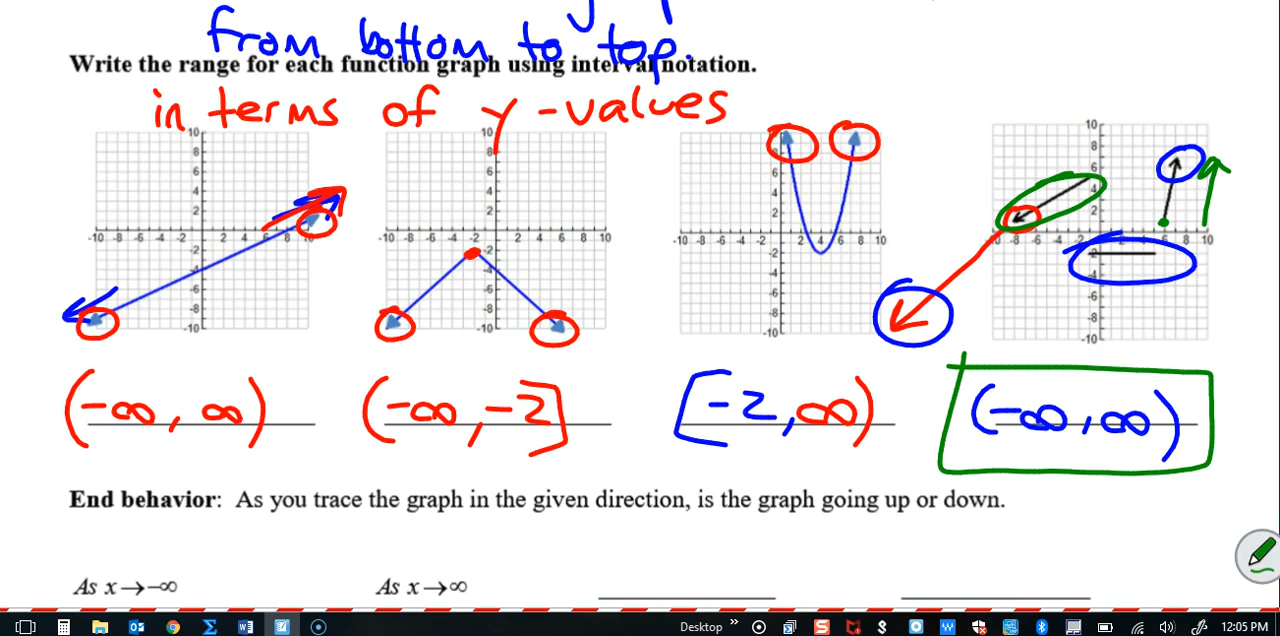 from bottom to top.
Write the range for each function graph using interval notation.
in terms of y-values
(-∞, ∞) (-∞, -2] [-2, ∞) (-∞, ∞)
End behavior: As you trace the graph in the given direction, is the graph going up or down.
As x→-∞ As x→∞
Desktop 12:05 PM